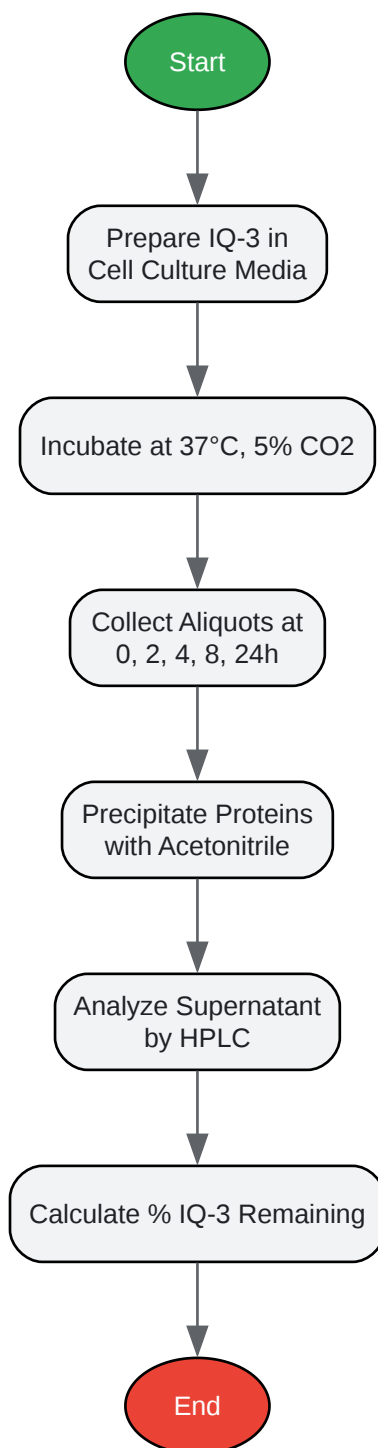 Start
Prepare IQ-3 in
Cell Culture Media
Incubate at 37°C, 5% CO2
Collect Aliquots at
0, 2, 4, 8, 24h
Precipitate Proteins
with Acetonitrile
Analyze Supernatant
by HPLC
Calculate % IQ-3 Remaining
End